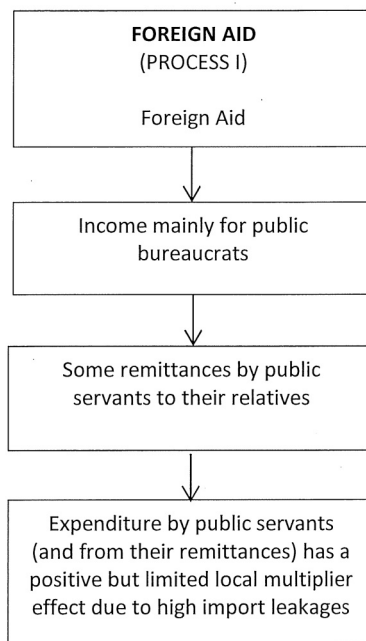 FOREIGN AID
(PROCESS I)
Foreign Aid
Income mainly for public
bureaucrats
Some remittances by public
servants to their relatives
Expenditure by public servants
(and from their remittances) has a
positive but limited local multiplier
effect due to high import leakages